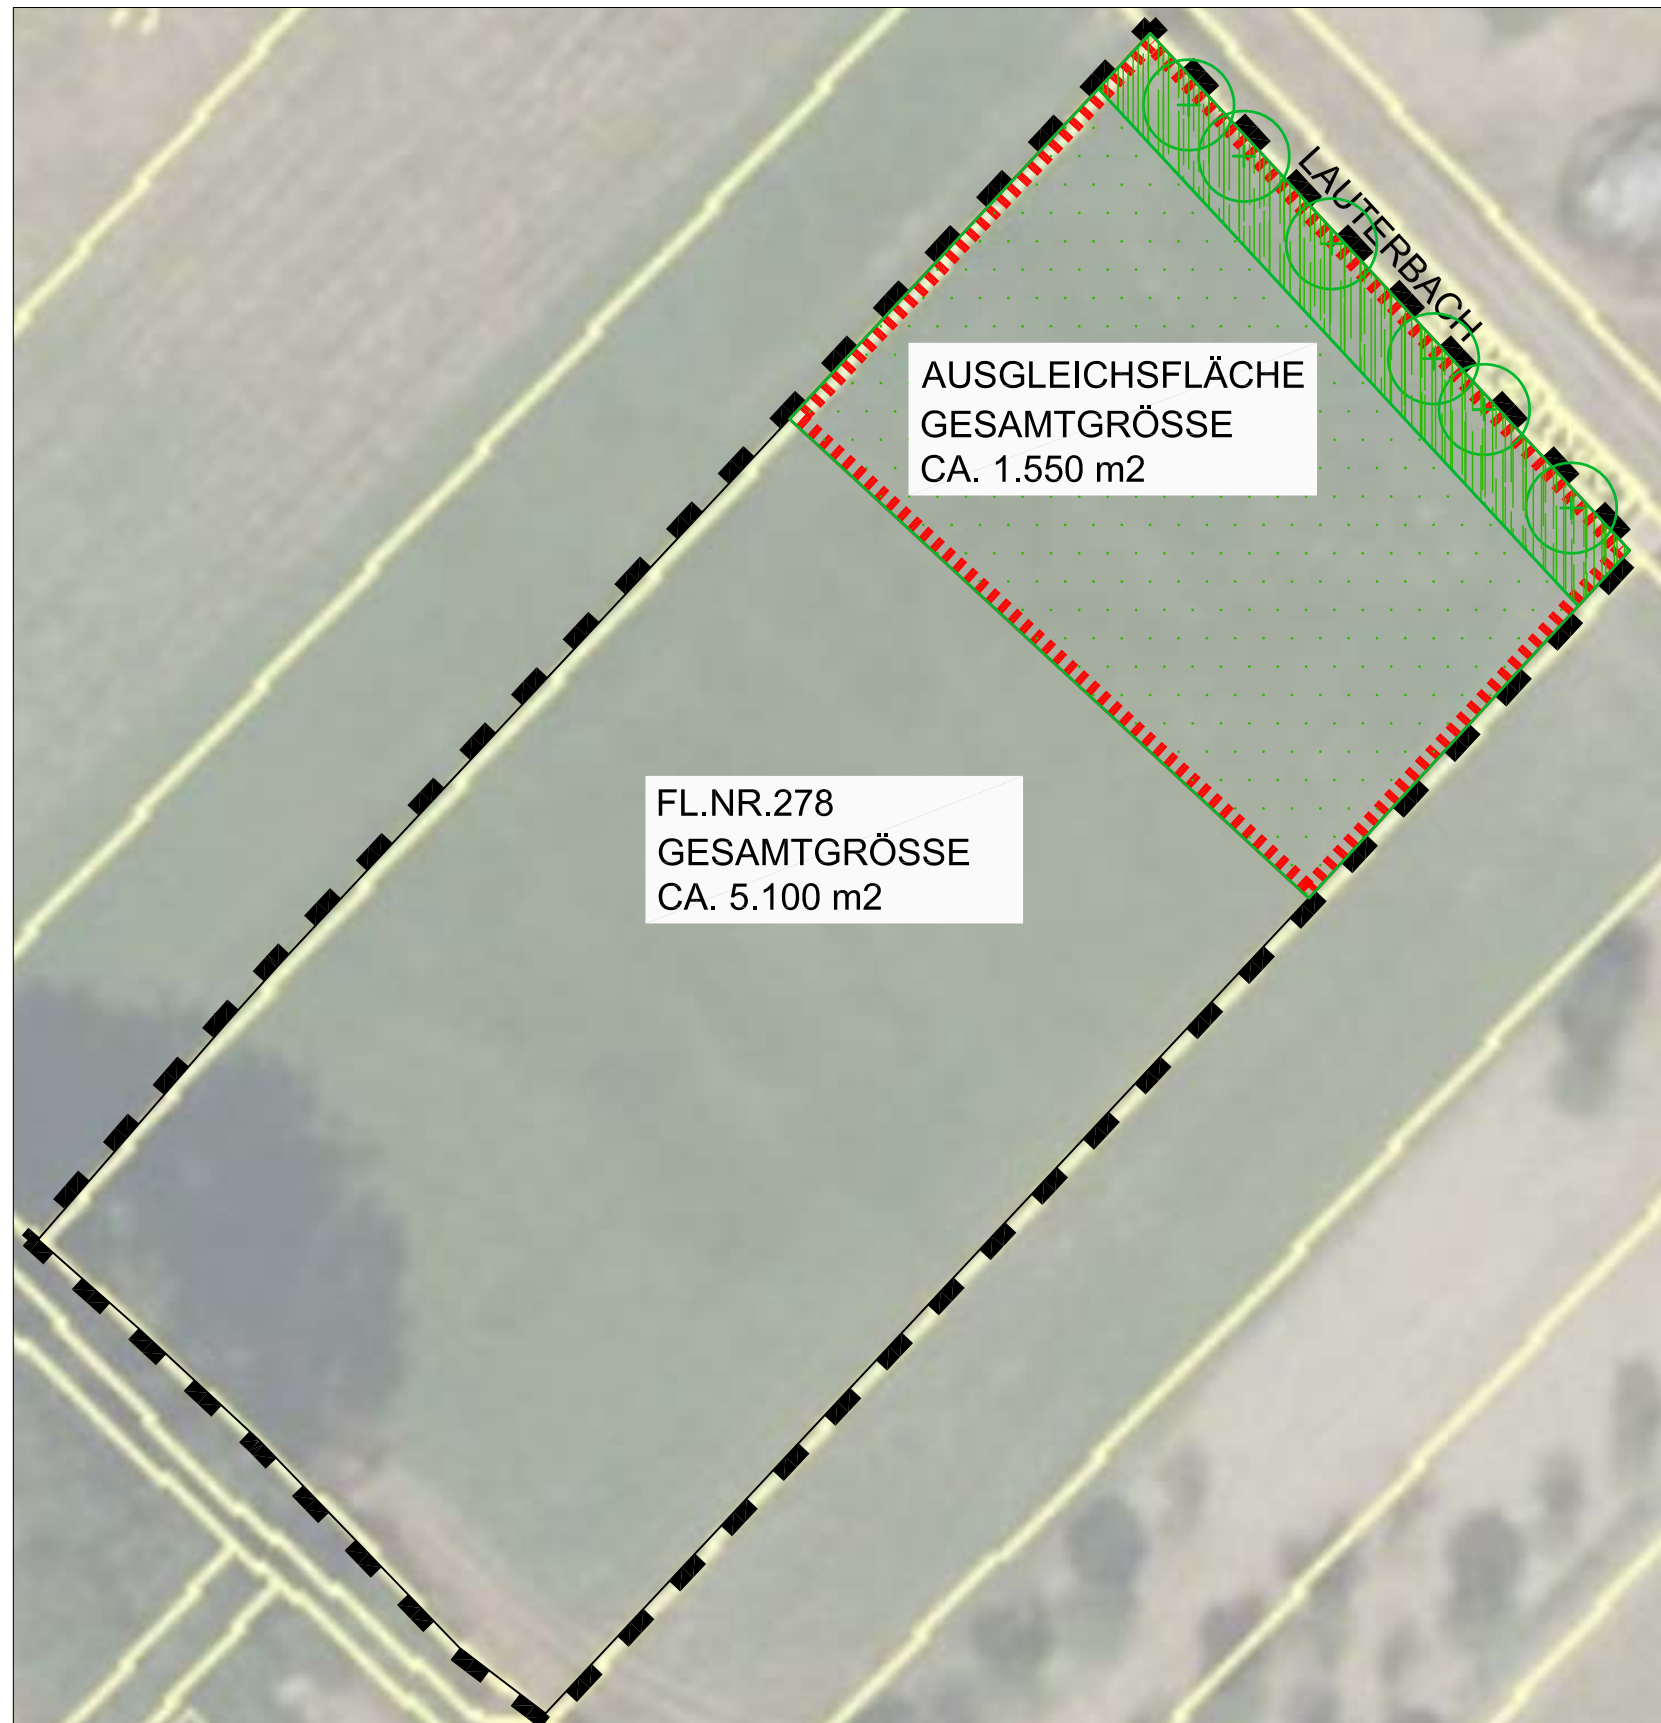 LAUTERBACH
AUSGLEICHSFLÄCHE
GESAMTGRÖSSE
CA. 1.550 m2
FL.NR.278
GESAMTGRÖSSE
CA. 5.100 m2